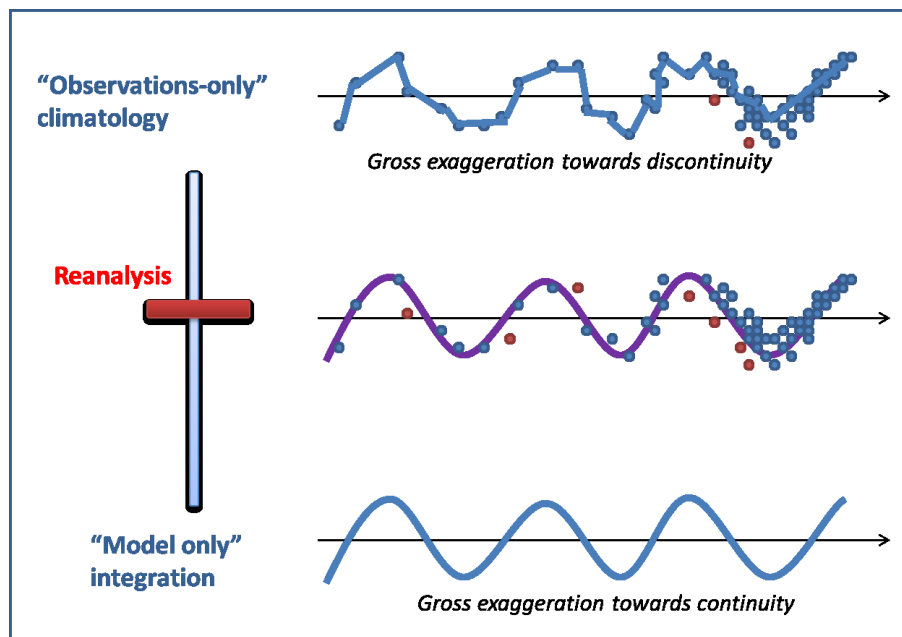 “Observations-only”
climatology
Gross exaggeration towards discontinuity
Reanalysis
“Model only”
integration
Gross exaggeration towards continuity